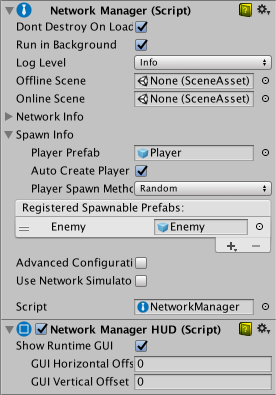 Network Manager (Script)
Dont Destroy On Load
Run in Background
Log Level Info
Offline Scene None (SceneAsset)
Online Scene None (SceneAsset)
Network Info
Spawn Info
Player Prefab Player
Auto Create Player
Player Spawn Metho Random
Registered Spawnable Prefabs:
Enemy Enemy
Advanced Configurati
Use Network Simulato
Script NetworkManager
Network Manager HUD (Script)
Show Runtime GUI
GUI Horizontal Offs 0
GUI Vertical Offset 0